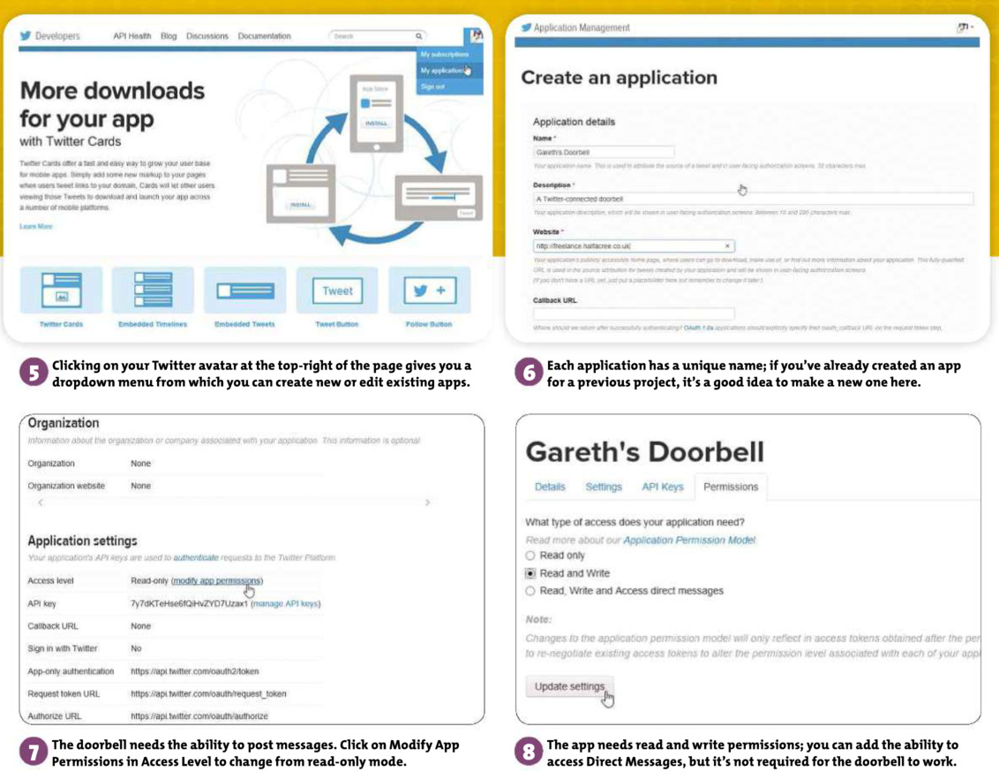 Developers API Health Blog Discussions Documentation Search
My subscriptions
My applications
Sign out
More downloads
for your app
with Twitter Cards
Twitter Cards offer a fast and easy way to grow your user base
for mobile apps. Simply add some new markup to your pages
when users tweet links to your domain, Cards will let other users
viewing those Tweets to download and launch your app across
a number of mobile platforms.
Learn More
App Store
INSTALL
INSTALL
Tweet
Tweet
Twitter Cards Embedded Timelines Embedded Tweets Tweet Button Follow Button
5 Clicking on your Twitter avatar at the top-right of the page gives you a
dropdown menu from which you can create new or edit existing apps.
Application Management
Create an application
Application details
Name *
Gareth's Doorbell
Your application name. This is used to attribute the source of a tweet and in user-facing authorization screens. 32 characters max.
Description *
A Twitter-connected doorbell
Your application description, which will be shown in user-facing authorization screens. Between 10 and 200 characters max.
Website *
http://freelance.halfacree.co.uk/
Your application's publicly accessible home page, where users can go to download, make use of, or find out more information about your application. This fully-qualified
URL is used in the source attribution for tweets created by your application and will be shown in user-facing authorization screens.
(If you don't have a URL yet, just put a placeholder here but remember to change it later.)
Callback URL
Where should we return after successfully authenticating? OAuth 1.0a applications should explicitly specify their oauth_callback URL on the request token step,
6 Each application has a unique name; if you've already created an app
for a previous project, it's a good idea to make a new one here.
Organization
Information about the organization or company associated with your application. This information is optional
Organization None
Organization website None
Application settings
Your application's API keys are used to authenticate requests to the Twitter Platform
Access level Read-only (modify app permissions)
API key 7y7dKTeHse6fQiHvZYD7Uzax1 (manage API keys)
Callback URL None
Sign in with Twitter No
App-only authentication https://api.twitter.com/oauth2/token
Request token URL https://api.twitter.com/oauth/request_token
Authorize URL https://api.twitter.com/oauth/authorize
7 The doorbell needs the ability to post messages. Click on Modify App
Permissions in Access Level to change from read-only mode.
Gareth's Doorbell
Details Settings API Keys Permissions
What type of access does your application need?
Read more about our Application Permission Model.
Read only
Read and Write
Read, Write and Access direct messages
Note:
Changes to the application permission model will only reflect in access tokens obtained after the per
to re-negotiate existing access tokens to alter the permission level associated with each of your appl
Update settings
8 The app needs read and write permissions; you can add the ability to
access Direct Messages, but it's not required for the doorbell to work.